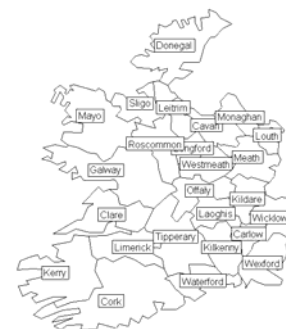 Donegal
Sligo
Leitrim
Mayo
Monaghan
Cavan
Louth
Roscommon
Longford
Meath
Westmeath
Galway
Offaly
Kildare
Clare
Laoghis
Wicklow
Carlow
Tipperary
Limerick
Kilkenny
Wexford
Kerry
Waterford
Cork